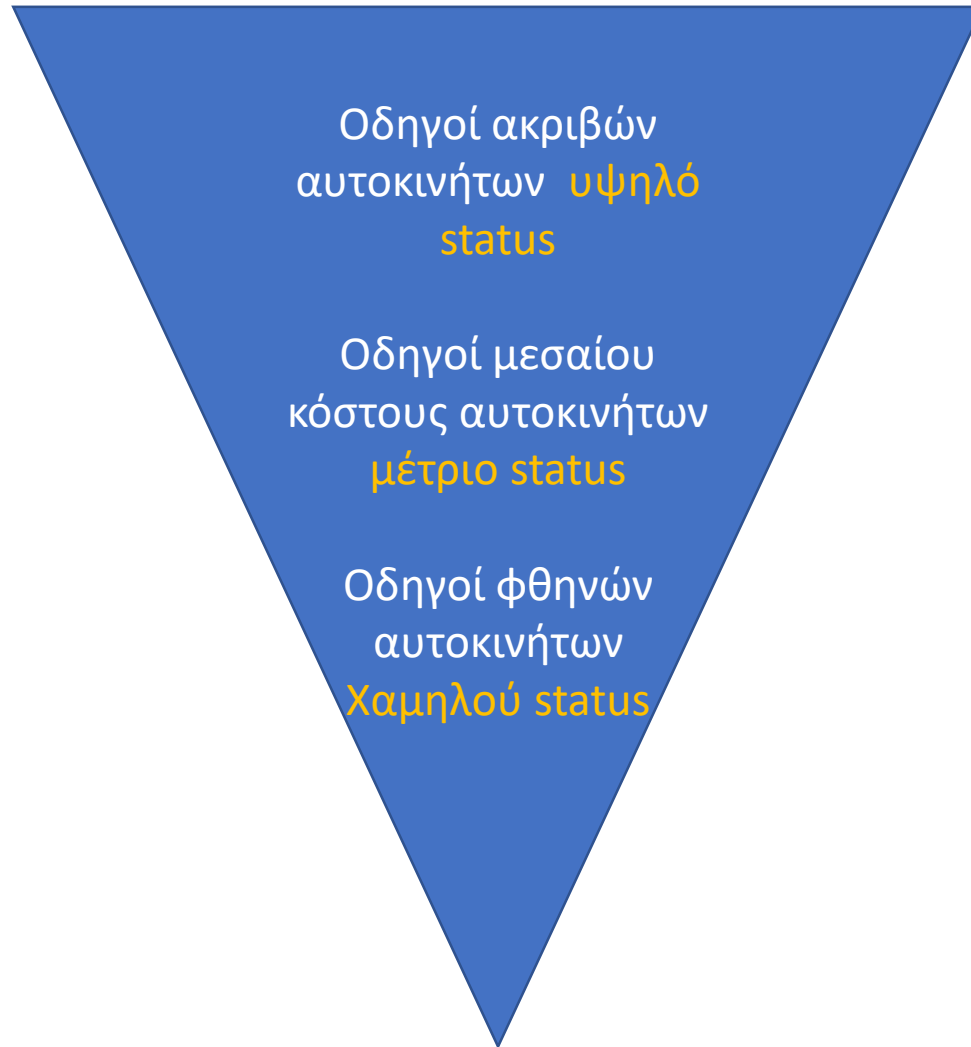 Οδηγοί ακριβών
αυτοκινήτων υψηλό
status
Οδηγοί μεσαίου
κόστους αυτοκινήτων
μέτριο status
Οδηγοί φθηνών
αυτοκινήτων
Χαμηλού status